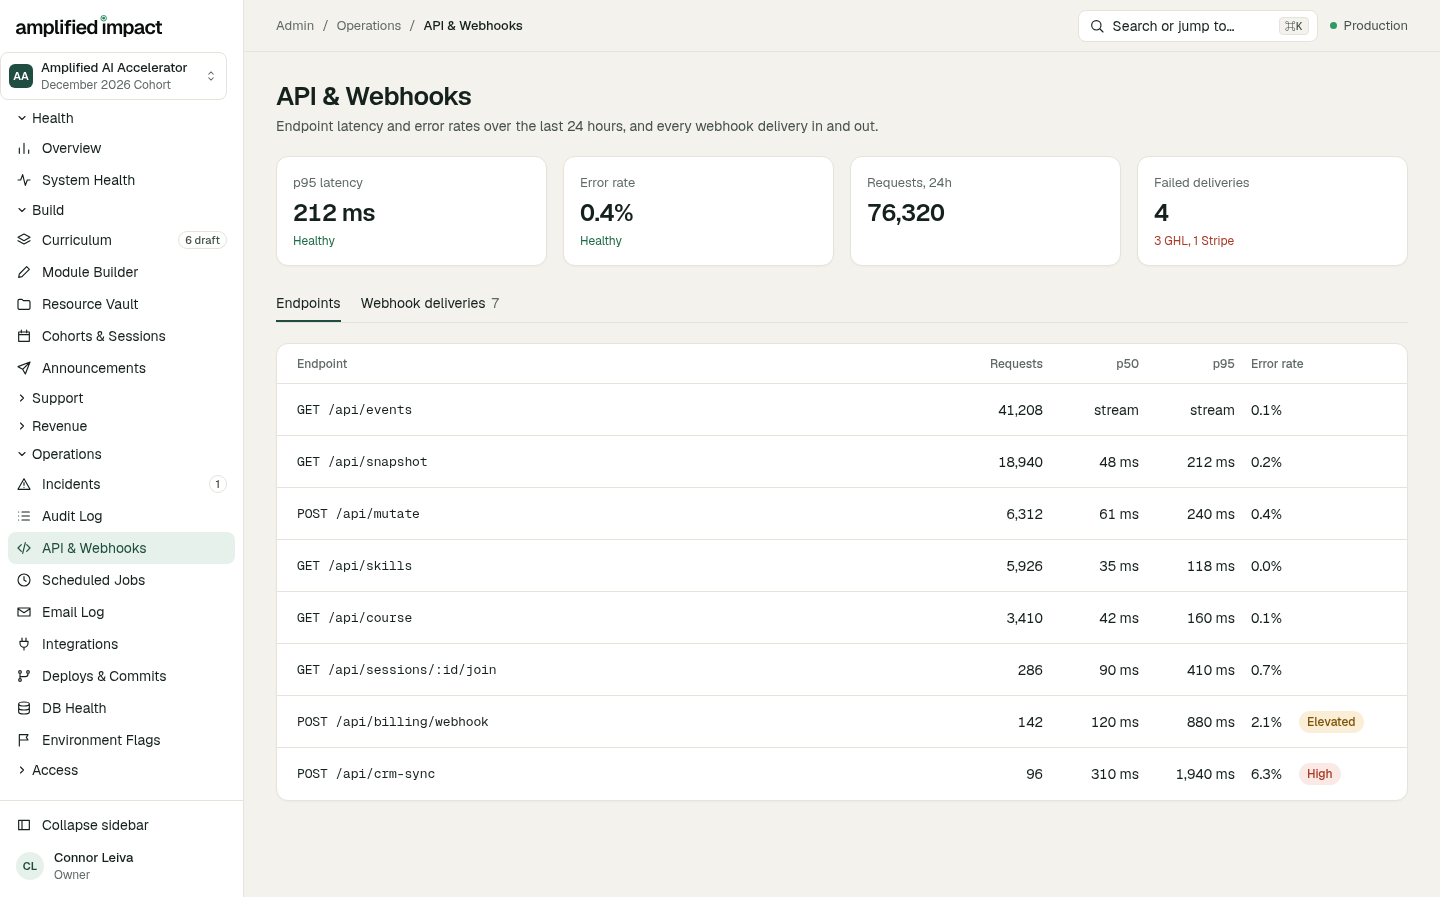 amplified impact
Admin / Operations / API & Webhooks
Search or jump to... ⌘K
Production
AA
Amplified AI Accelerator
December 2026 Cohort
Health
Overview
System Health
Build
Curriculum 6 draft
Module Builder
Resource Vault
Cohorts & Sessions
Announcements
Support
Revenue
Operations
Incidents 1
Audit Log
API & Webhooks
Scheduled Jobs
Email Log
Integrations
Deploys & Commits
DB Health
Environment Flags
Access
Collapse sidebar
CL
Connor Leiva
Owner
API & Webhooks
Endpoint latency and error rates over the last 24 hours, and every webhook delivery in and out.
p95 latency
212 ms
Healthy
Error rate
0.4%
Healthy
Requests, 24h
76,320
Failed deliveries
4
3 GHL, 1 Stripe
Endpoints Webhook deliveries 7
Endpoint Requests p50 p95 Error rate
GET /api/events 41,208 stream stream 0.1%
GET /api/snapshot 18,940 48 ms 212 ms 0.2%
POST /api/mutate 6,312 61 ms 240 ms 0.4%
GET /api/skills 5,926 35 ms 118 ms 0.0%
GET /api/course 3,410 42 ms 160 ms 0.1%
GET /api/sessions/:id/join 286 90 ms 410 ms 0.7%
POST /api/billing/webhook 142 120 ms 880 ms 2.1% Elevated
POST /api/crm-sync 96 310 ms 1,940 ms 6.3% High